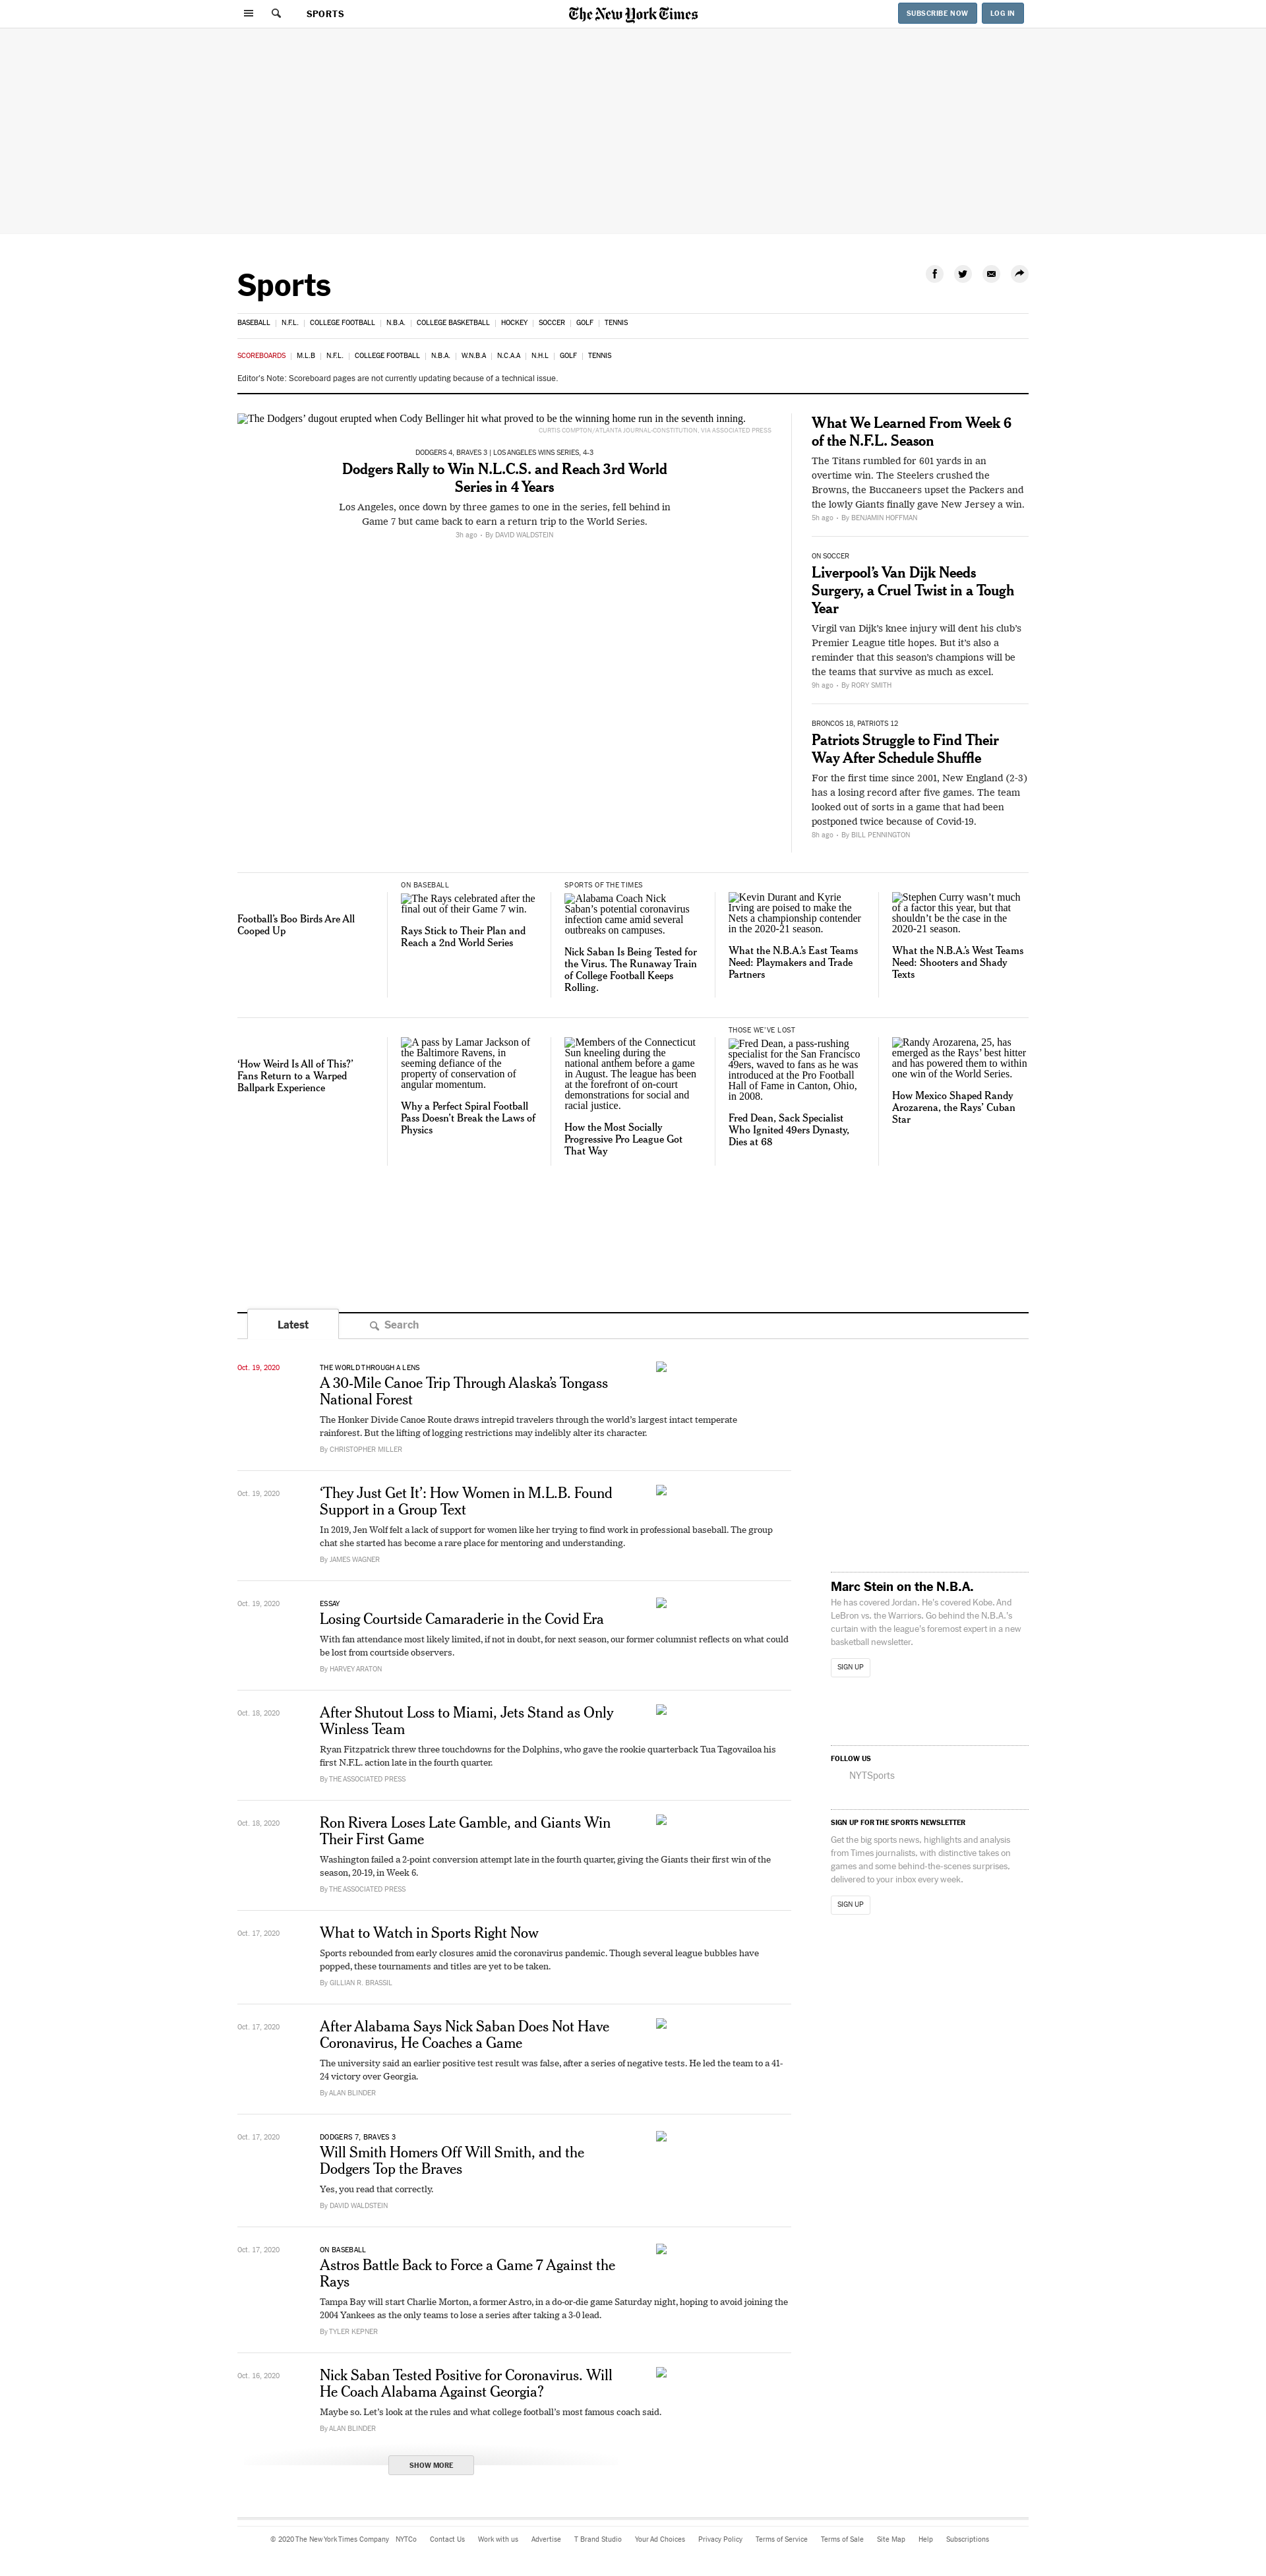 SPORTS
The New York Times
SUBSCRIBE NOW
LOG IN
Sports
BASEBALL | N.F.L. | COLLEGE FOOTBALL | N.B.A. | COLLEGE BASKETBALL | HOCKEY | SOCCER | GOLF | TENNIS
SCOREBOARDS | M.L.B | N.F.L. | COLLEGE FOOTBALL | N.B.A. | W.N.B.A | N.C.A.A | N.H.L | GOLF | TENNIS
Editor's Note: Scoreboard pages are not currently updating because of a technical issue.
The Dodgers’ dugout erupted when Cody Bellinger hit what proved to be the winning home run in the seventh inning.
CURTIS COMPTON/ATLANTA JOURNAL-CONSTITUTION, VIA ASSOCIATED PRESS
DODGERS 4, BRAVES 3 | LOS ANGELES WINS SERIES, 4-3
Dodgers Rally to Win N.L.C.S. and Reach 3rd World
Series in 4 Years
Los Angeles, once down by three games to one in the series, fell behind in
Game 7 but came back to earn a return trip to the World Series.
3h ago • By DAVID WALDSTEIN
What We Learned From Week 6
of the N.F.L. Season
The Titans rumbled for 601 yards in an
overtime win. The Steelers crushed the
Browns, the Buccaneers upset the Packers and
the lowly Giants finally gave New Jersey a win.
5h ago • By BENJAMIN HOFFMAN
ON SOCCER
Liverpool’s Van Dijk Needs
Surgery, a Cruel Twist in a Tough
Year
Virgil van Dijk’s knee injury will dent his club’s
Premier League title hopes. But it’s also a
reminder that this season’s champions will be
the teams that survive as much as excel.
9h ago • By RORY SMITH
BRONCOS 18, PATRIOTS 12
Patriots Struggle to Find Their
Way After Schedule Shuffle
For the first time since 2001, New England (2-3)
has a losing record after five games. The team
looked out of sorts in a game that had been
postponed twice because of Covid-19.
8h ago • By BILL PENNINGTON
Football’s Boo Birds Are All
Cooped Up
ON BASEBALL
The Rays celebrated after the
final out of their Game 7 win.
Rays Stick to Their Plan and
Reach a 2nd World Series
SPORTS OF THE TIMES
Alabama Coach Nick
Saban’s potential coronavirus
infection came amid several
outbreaks on campuses.
Nick Saban Is Being Tested for
the Virus. The Runaway Train
of College Football Keeps
Rolling.
Kevin Durant and Kyrie
Irving are poised to make the
Nets a championship contender
in the 2020-21 season.
What the N.B.A.’s East Teams
Need: Playmakers and Trade
Partners
Stephen Curry wasn’t much
of a factor this year, but that
shouldn’t be the case in the
2020-21 season.
What the N.B.A.’s West Teams
Need: Shooters and Shady
Texts
‘How Weird Is All of This?’
Fans Return to a Warped
Ballpark Experience
A pass by Lamar Jackson of
the Baltimore Ravens, in
seeming defiance of the
property of conservation of
angular momentum.
Why a Perfect Spiral Football
Pass Doesn’t Break the Laws of
Physics
Members of the Connecticut
Sun kneeling during the
national anthem before a game
in August. The league has been
at the forefront of on-court
demonstrations for social and
racial justice.
How the Most Socially
Progressive Pro League Got
That Way
THOSE WE’VE LOST
Fred Dean, a pass-rushing
specialist for the San Francisco
49ers, waved to fans as he was
introduced at the Pro Football
Hall of Fame in Canton, Ohio,
in 2008.
Fred Dean, Sack Specialist
Who Ignited 49ers Dynasty,
Dies at 68
Randy Arozarena, 25, has
emerged as the Rays’ best hitter
and has powered them to within
one win of the World Series.
How Mexico Shaped Randy
Arozarena, the Rays’ Cuban
Star
Latest
Search
Oct. 19, 2020
THE WORLD THROUGH A LENS
A 30-Mile Canoe Trip Through Alaska’s Tongass
National Forest
The Honker Divide Canoe Route draws intrepid travelers through the world’s largest intact temperate
rainforest. But the lifting of logging restrictions may indelibly alter its character.
By CHRISTOPHER MILLER
Oct. 19, 2020
‘They Just Get It’: How Women in M.L.B. Found
Support in a Group Text
In 2019, Jen Wolf felt a lack of support for women like her trying to find work in professional baseball. The group
chat she started has become a rare place for mentoring and understanding.
By JAMES WAGNER
Oct. 19, 2020
ESSAY
Losing Courtside Camaraderie in the Covid Era
With fan attendance most likely limited, if not in doubt, for next season, our former columnist reflects on what could
be lost from courtside observers.
By HARVEY ARATON
Oct. 18, 2020
After Shutout Loss to Miami, Jets Stand as Only
Winless Team
Ryan Fitzpatrick threw three touchdowns for the Dolphins, who gave the rookie quarterback Tua Tagovailoa his
first N.F.L. action late in the fourth quarter.
By THE ASSOCIATED PRESS
Oct. 18, 2020
Ron Rivera Loses Late Gamble, and Giants Win
Their First Game
Washington failed a 2-point conversion attempt late in the fourth quarter, giving the Giants their first win of the
season, 20-19, in Week 6.
By THE ASSOCIATED PRESS
Oct. 17, 2020
What to Watch in Sports Right Now
Sports rebounded from early closures amid the coronavirus pandemic. Though several league bubbles have
popped, these tournaments and titles are yet to be taken.
By GILLIAN R. BRASSIL
Oct. 17, 2020
After Alabama Says Nick Saban Does Not Have
Coronavirus, He Coaches a Game
The university said an earlier positive test result was false, after a series of negative tests. He led the team to a 41-
24 victory over Georgia.
By ALAN BLINDER
Oct. 17, 2020
DODGERS 7, BRAVES 3
Will Smith Homers Off Will Smith, and the
Dodgers Top the Braves
Yes, you read that correctly.
By DAVID WALDSTEIN
Oct. 17, 2020
ON BASEBALL
Astros Battle Back to Force a Game 7 Against the
Rays
Tampa Bay will start Charlie Morton, a former Astro, in a do-or-die game Saturday night, hoping to avoid joining the
2004 Yankees as the only teams to lose a series after taking a 3-0 lead.
By TYLER KEPNER
Oct. 16, 2020
Nick Saban Tested Positive for Coronavirus. Will
He Coach Alabama Against Georgia?
Maybe so. Let’s look at the rules and what college football’s most famous coach said.
By ALAN BLINDER
SHOW MORE
Marc Stein on the N.B.A.
He has covered Jordan. He’s covered Kobe. And
LeBron vs. the Warriors. Go behind the N.B.A.’s
curtain with the league’s foremost expert in a new
basketball newsletter.
SIGN UP
FOLLOW US
NYTSports
SIGN UP FOR THE SPORTS NEWSLETTER
Get the big sports news, highlights and analysis
from Times journalists, with distinctive takes on
games and some behind-the-scenes surprises,
delivered to your inbox every week.
SIGN UP
© 2020 The New York Times Company NYTCo Contact Us Work with us Advertise T Brand Studio Your Ad Choices Privacy Policy Terms of Service Terms of Sale Site Map Help Subscriptions